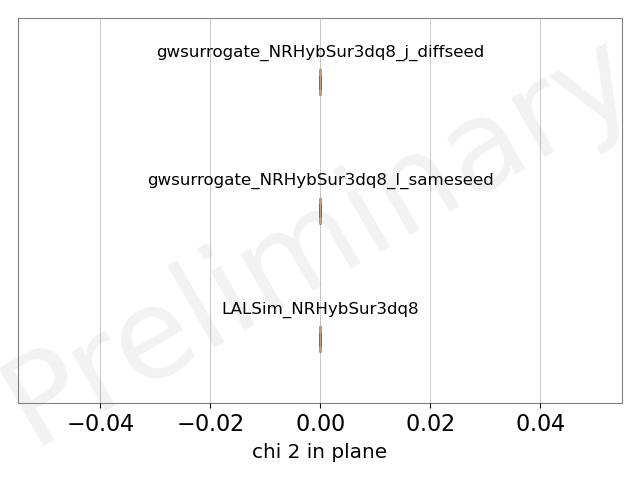 gwsurrogate_NRHybSur3dq8_j_diffseed
gwsurrogate_NRHybSur3dq8_l_sameseed
LALSim_NRHybSur3dq8
Preliminary
−0.04 −0.02 0.00 0.02 0.04
chi 2 in plane